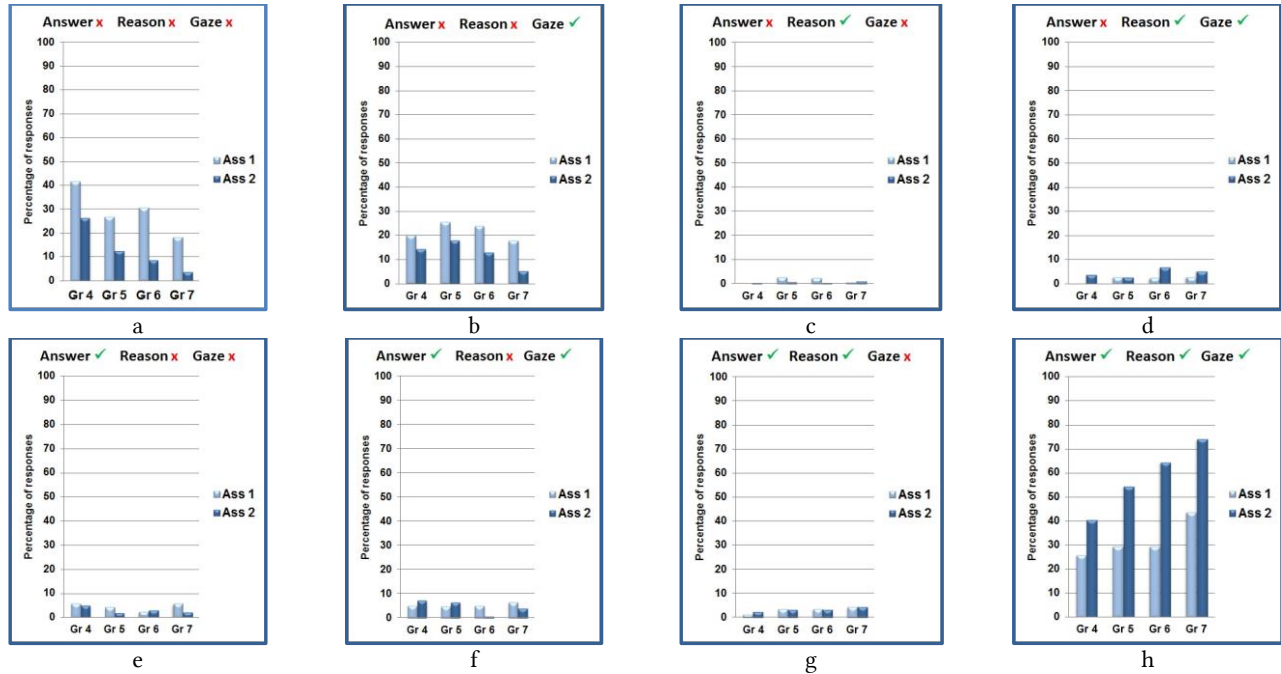 Answer x Reason x Gaze x
100
90
80
70
60
50
40
30
20
10
0
Percentage of responses
Gr 4 Gr 5 Gr 6 Gr 7
Ass 1
Ass 2
a
Answer x Reason x Gaze ✓
100
90
80
70
60
50
40
30
20
10
0
Percentage of responses
Gr 4 Gr 5 Gr 6 Gr 7
Ass 1
Ass 2
b
Answer x Reason ✓ Gaze x
100
90
80
70
60
50
40
30
20
10
0
Percentage of responses
Gr 4 Gr 5 Gr 6 Gr 7
Ass 1
Ass 2
c
Answer x Reason ✓ Gaze ✓
100
90
80
70
60
50
40
30
20
10
0
Percentage of responses
Gr 4 Gr 5 Gr 6 Gr 7
Ass 1
Ass 2
d
Answer ✓ Reason x Gaze x
100
90
80
70
60
50
40
30
20
10
0
Percentage of responses
Gr 4 Gr 5 Gr 6 Gr 7
Ass 1
Ass 2
e
Answer ✓ Reason x Gaze ✓
100
90
80
70
60
50
40
30
20
10
0
Percentage of responses
Gr 4 Gr 5 Gr 6 Gr 7
Ass 1
Ass 2
f
Answer ✓ Reason ✓ Gaze x
100
90
80
70
60
50
40
30
20
10
0
Percentage of responses
Gr 4 Gr 5 Gr 6 Gr 7
Ass 1
Ass 2
g
Answer ✓ Reason ✓ Gaze ✓
100
90
80
70
60
50
40
30
20
10
0
Percentage of responses
Gr 4 Gr 5 Gr 6 Gr 7
Ass 1
Ass 2
h